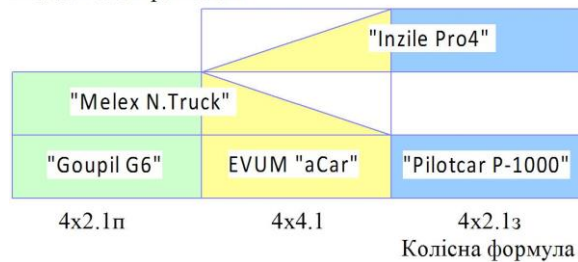 "Inzile Pro4"
"Melex N.Truck"
"Goupil G6" EVUM "aCar" "Pilotcar P-1000"
4x2.1п 4x4.1 4x2.1з
Колісна формула